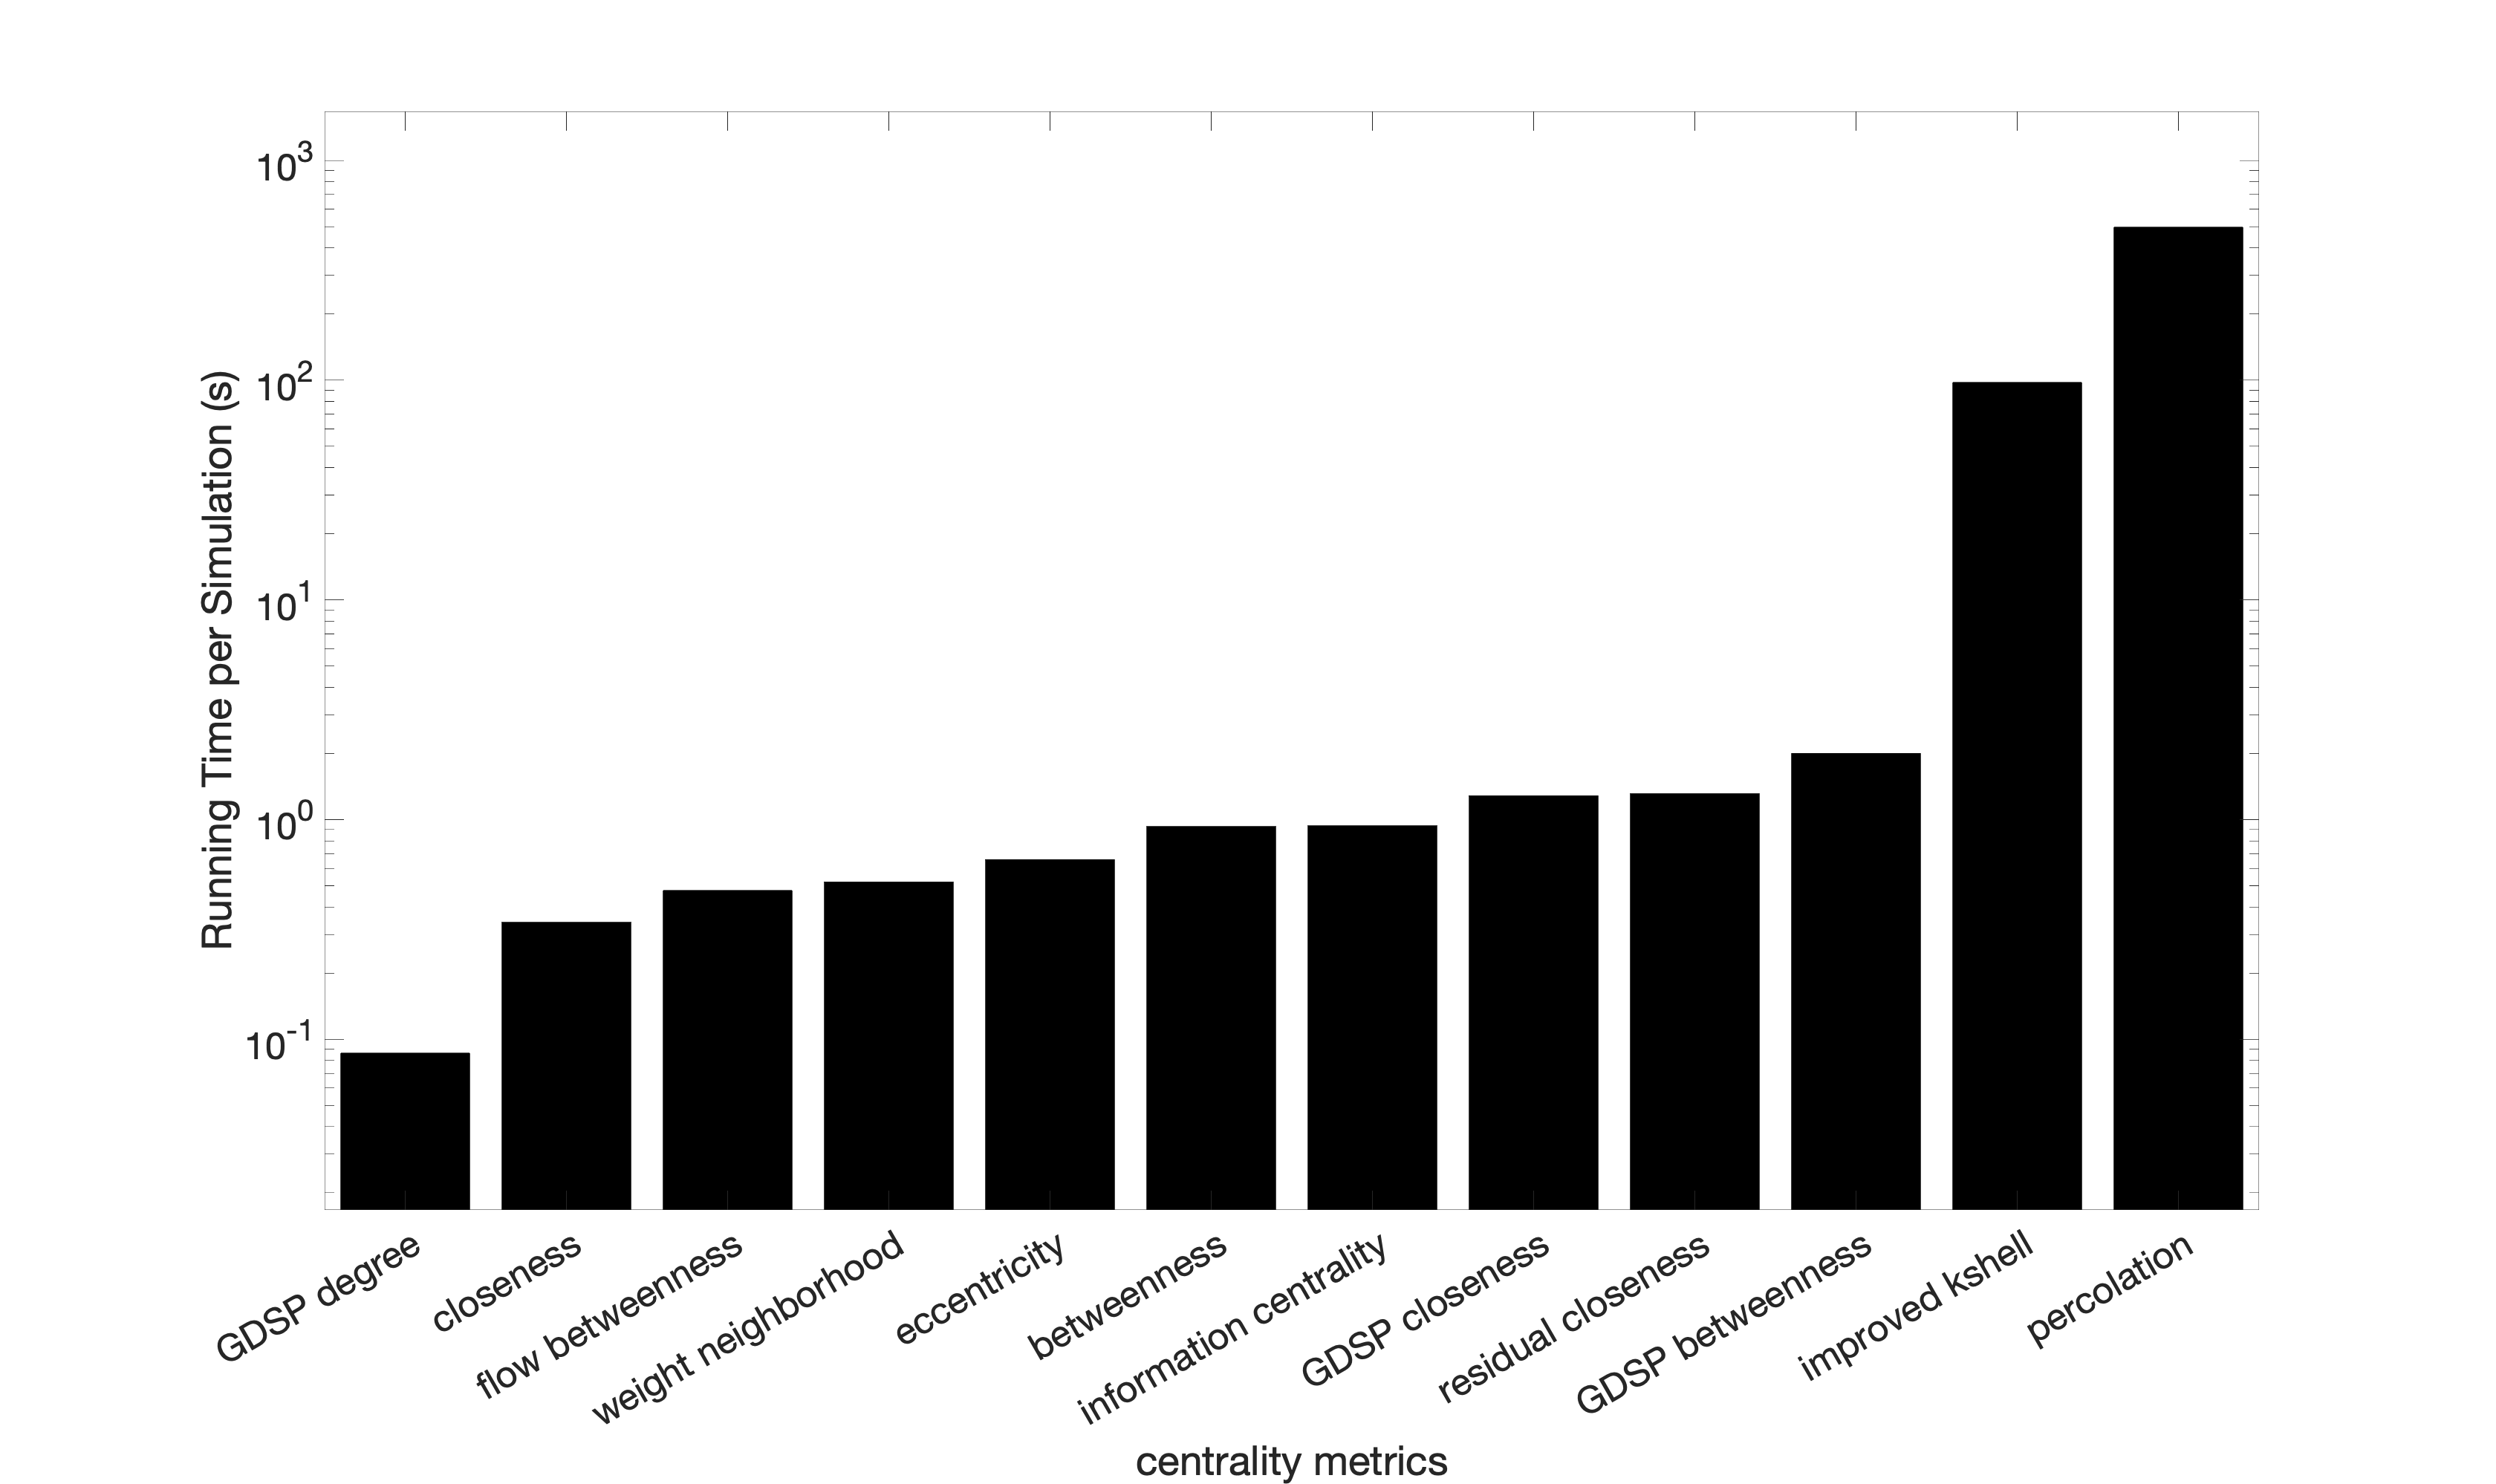 10^3
10^2
10^1
10^0
10^-1
Running Time per Simulation (s)
GDSP degree
closeness
flow betweenness
weight neighborhood
eccentricity
betweenness
information centrality
GDSP closeness
residual closeness
GDSP betweenness
improved kshell
percolation
centrality metrics